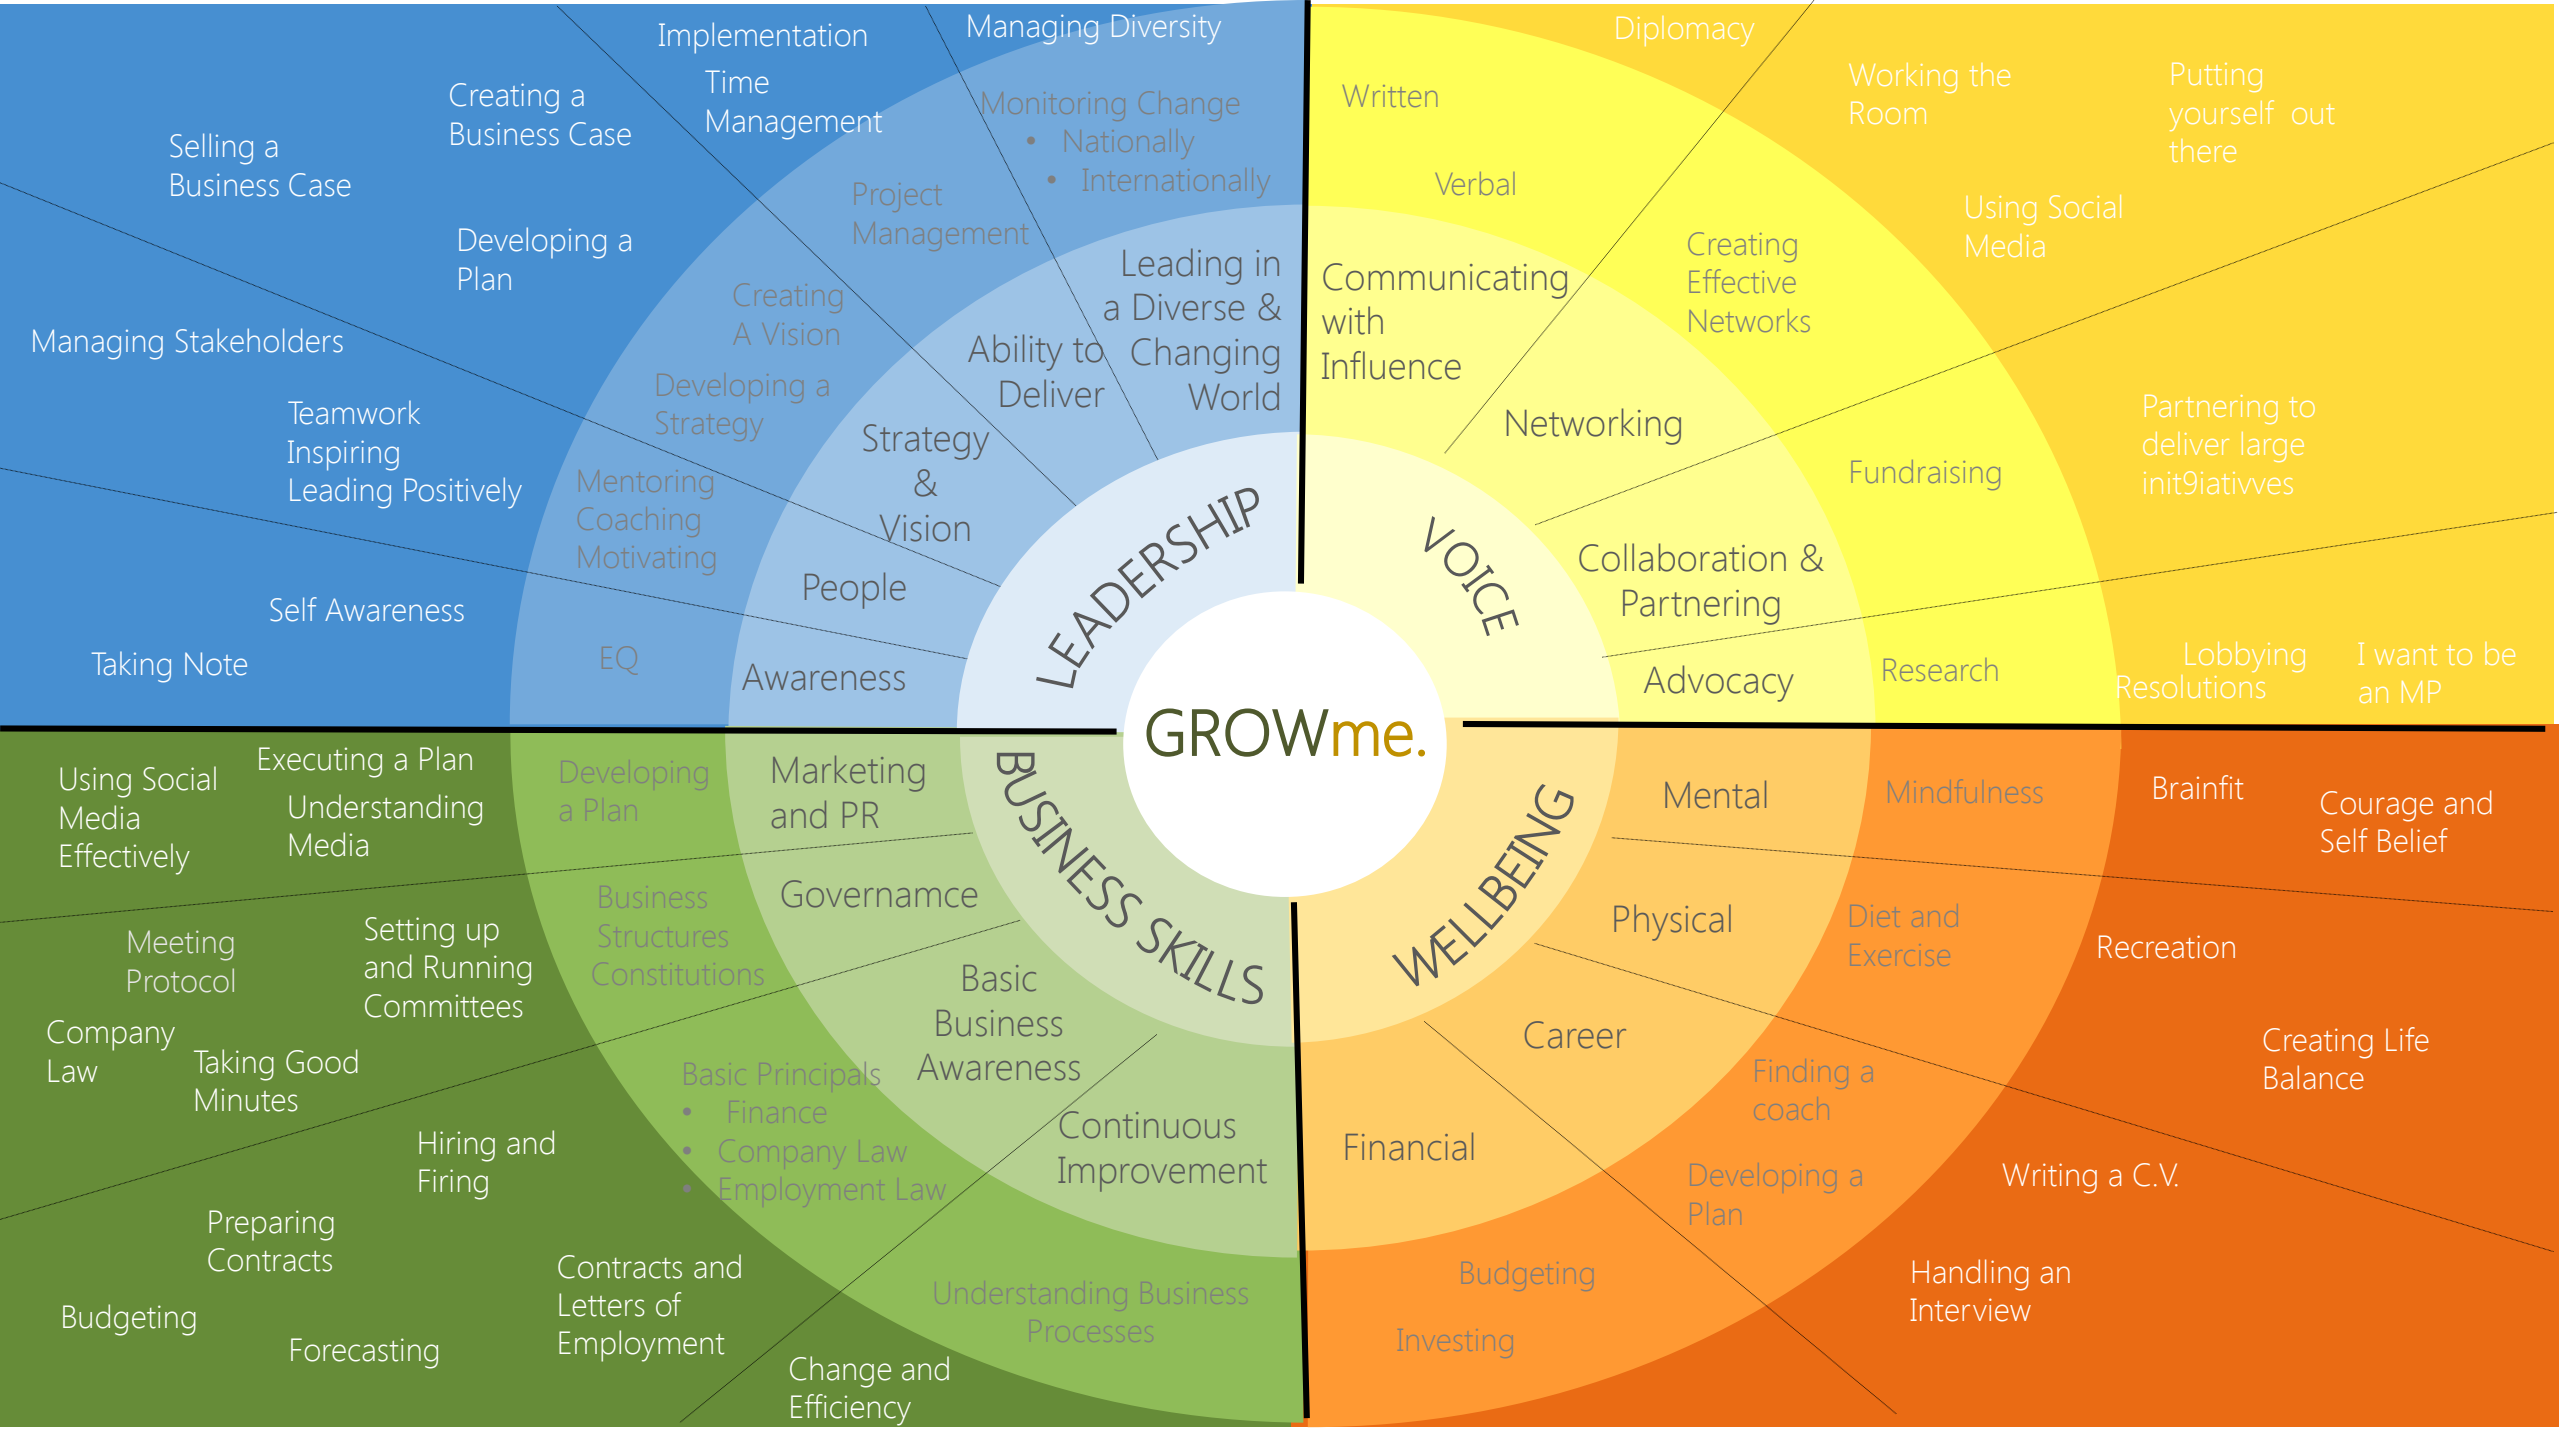 Implementation
Time
Management
Managing Diversity
Creating a
Business Case
Selling a
Business Case
Developing a
Plan
Managing Stakeholders
Teamwork
Inspiring
Leading Positively
Self Awareness
Taking Note
Monitoring Change
• Nationally
• Internationally
Project
Management
Creating
A Vision
Developing a
Strategy
Mentoring
Coaching
Motivating
EQ
Leading in
a Diverse &
Changing
World
Ability to
Deliver
Strategy
&
Vision
People
Awareness
LEADERSHIP
Diplomacy
Working the
Room
Putting
yourself out
there
Using Social
Media
Partnering to
deliver large
init9iativves
Lobbying
Resolutions
I want to be
an MP
Written
Verbal
Creating
Effective
Networks
Fundraising
Research
Communicating
with
Influence
Networking
Collaboration &
Partnering
Advocacy
VOICE
GROWme.
Using Social
Media
Effectively
Executing a Plan
Understanding
Media
Developing
a Plan
Marketing
and PR
Meeting
Protocol
Setting up
and Running
Committees
Company
Law
Taking Good
Minutes
Business
Structures
Constitutions
Governamce
Hiring and
Firing
Preparing
Contracts
Budgeting
Forecasting
Contracts and
Letters of
Employment
Basic Principals
• Finance
• Company Law
• Employment Law
Basic
Business
Awareness
Change and
Efficiency
Understanding Business
Processes
Continuous
Improvement
BUSINESS SKILLS
WELLBEING
Mental
Mindfulness
Brainfit
Courage and
Self Belief
Physical
Diet and
Exercise
Recreation
Creating Life
Balance
Career
Finding a
coach
Developing a
Plan
Writing a C.V.
Handling an
Interview
Financial
Budgeting
Investing